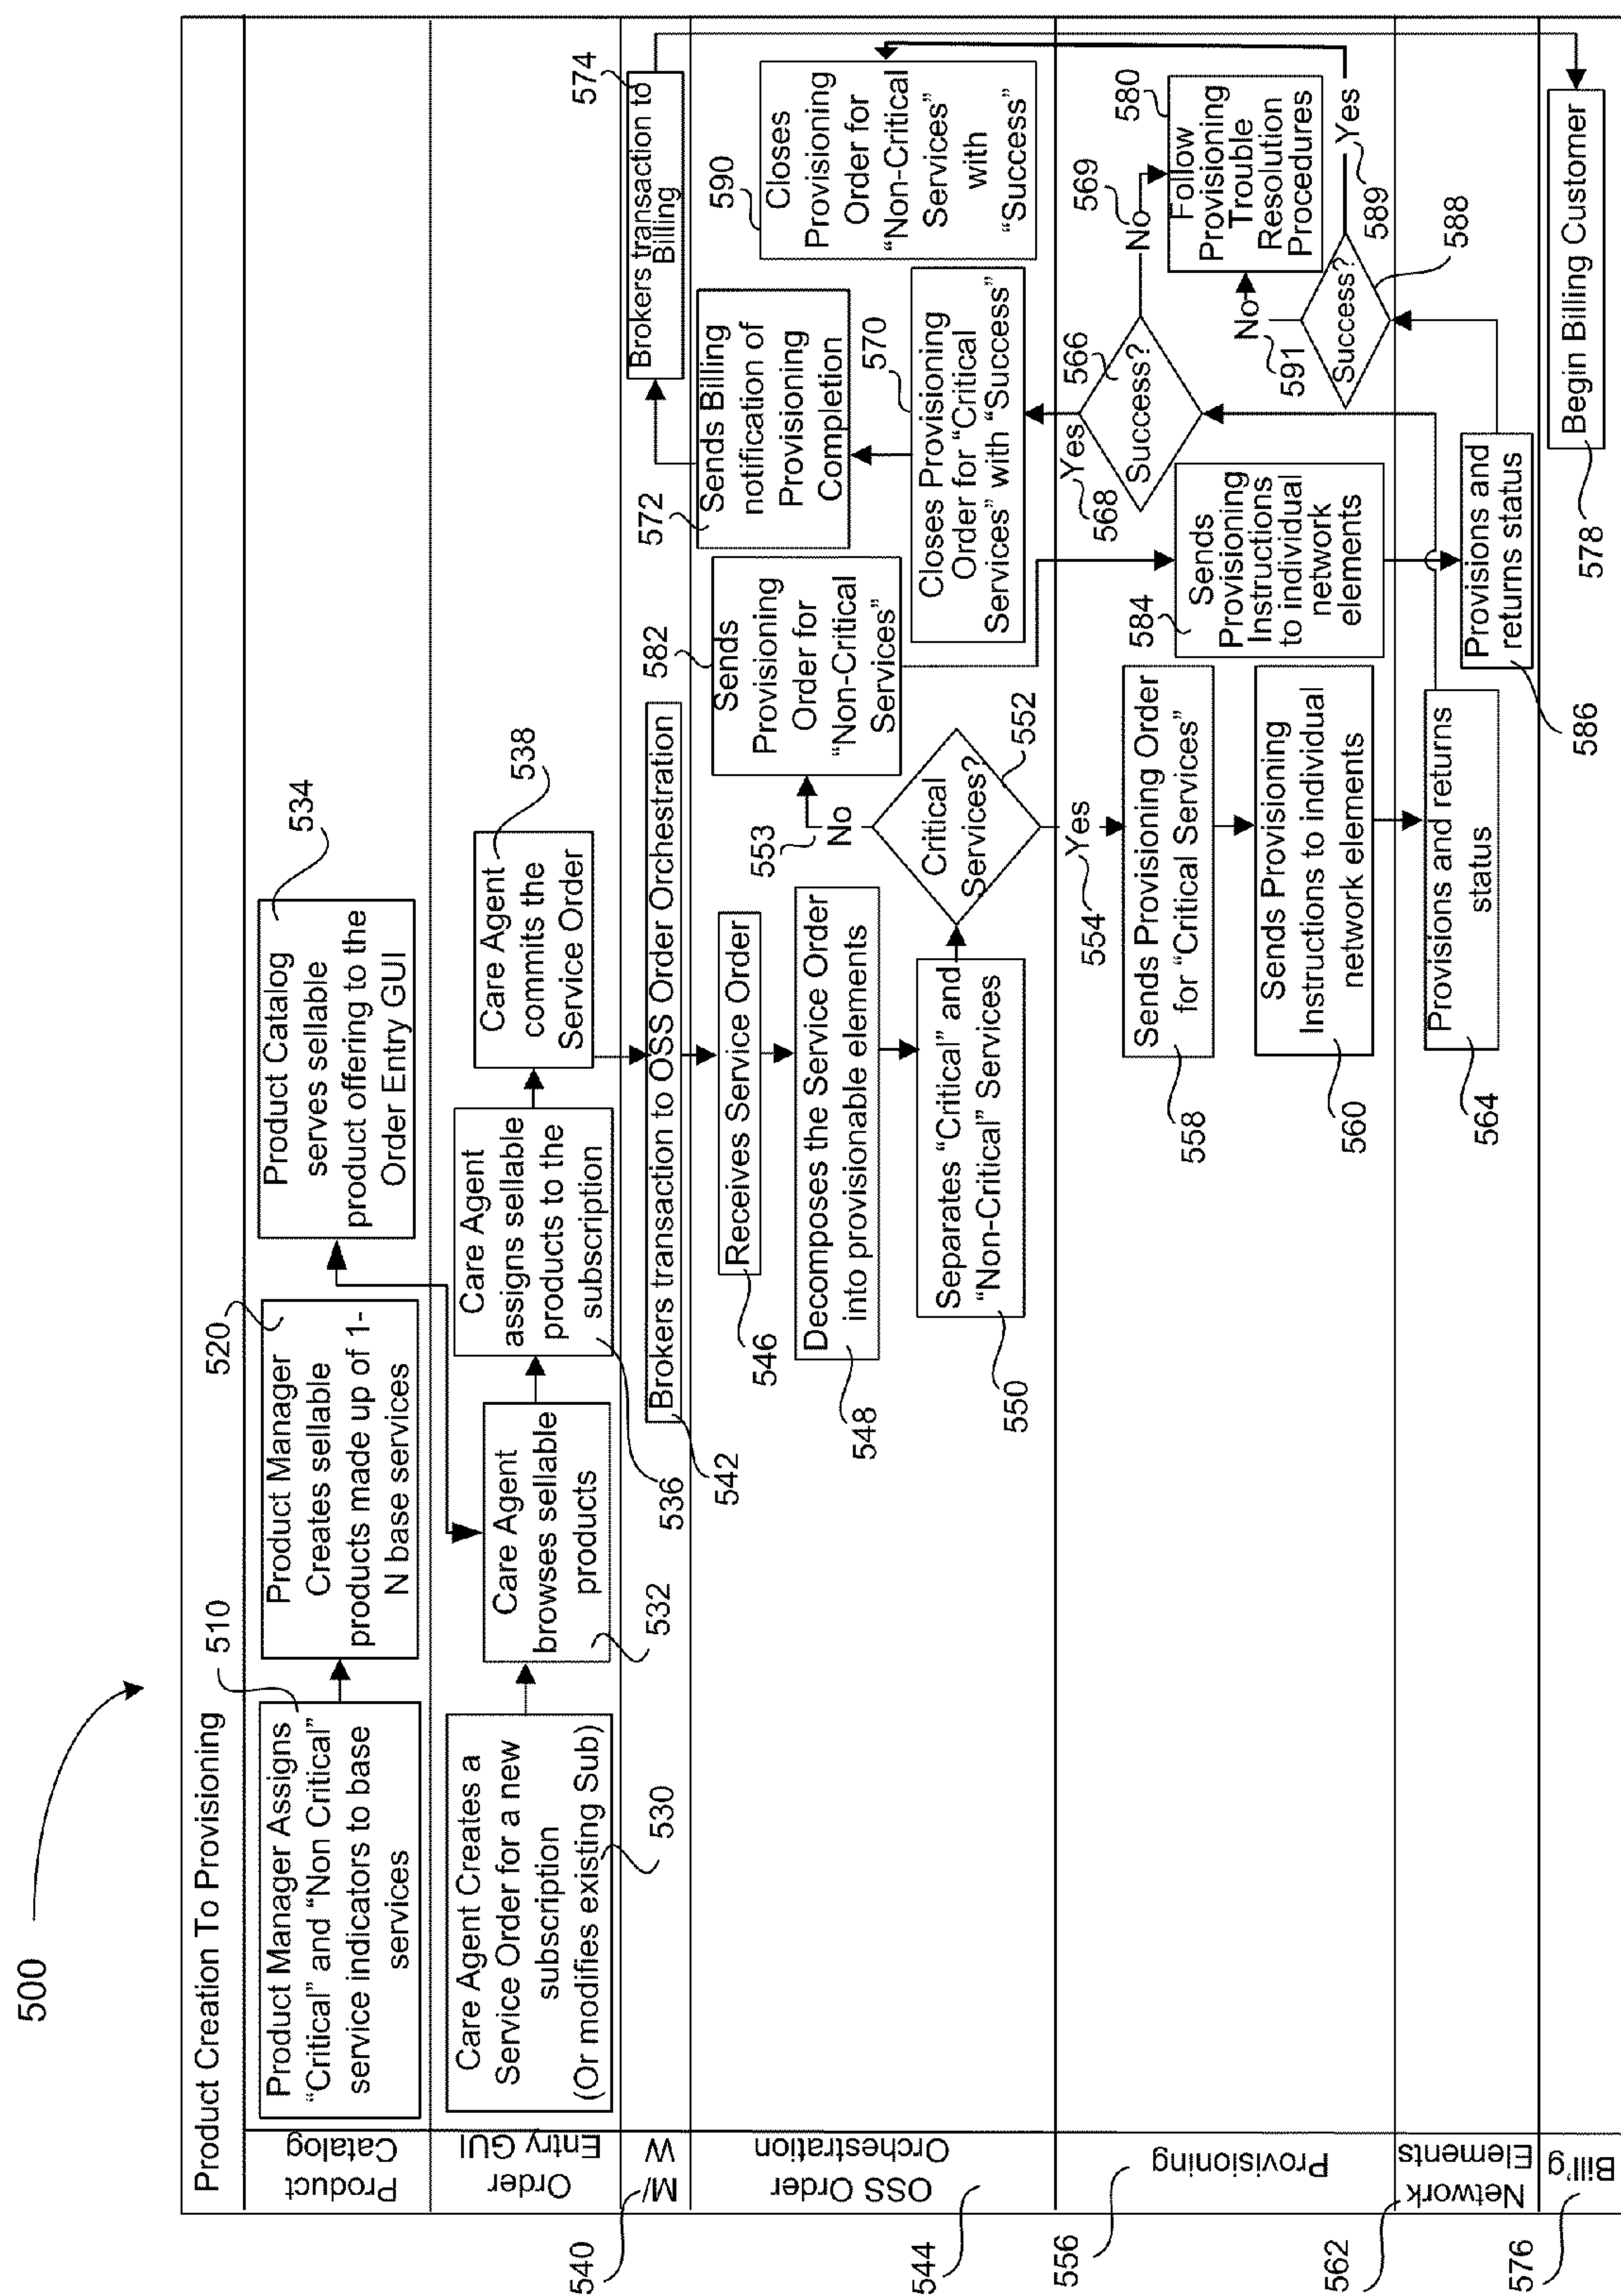 500
Product Creation To Provisioning
510
520
534
Product
Catalog
Product Manager Assigns
“Critical” and “Non Critical”
service indicators to base
services
Product Manager
Creates sellable
products made up of 1-
N base services
Product Catalog
serves sellable
product offering to the
Order Entry GUI
Order
Entry GUI
Care Agent Creates a
Service Order for a new
subscription
(Or modifies existing Sub)
530
Care Agent
browses sellable
products
532
Care Agent
assigns sellable
products to the
subscription
536
Care Agent
commits the
Service Order
538
540
M/
W
Brokers transaction to OSS Order Orchestration
542
Brokers transaction to
Billing
574
544
OSS Order
Orchestration
Receives Service Order
546
Decomposes the Service Order
into provisionable elements
548
Separates “Critical” and
“Non-Critical” Services
550
Critical
Services?
552
553
No
554
Yes
Sends
Provisioning
Order for
“Non-Critical
Services”
582
Sends Billing
notification of
Provisioning
Completion
572
Closes Provisioning
Order for “Critical
Services” with “Success”
570
Closes
Provisioning
Order for
“Non-Critical
Services”
with
“Success”
590
556
Provisioning
Sends Provisioning Order
for “Critical Services”
558
Sends Provisioning
Instructions to individual
network elements
560
Sends
Provisioning
Instructions
to individual
network
elements
584
Success?
566
568
Yes
No
569
Follow
Provisioning
Trouble
Resolution
Procedures
580
Success?
588
591
No
Yes
589
562
Network
Elements
Provisions and returns
status
564
Provisions and
returns status
586
576
Bill'g
Begin Billing Customer
578